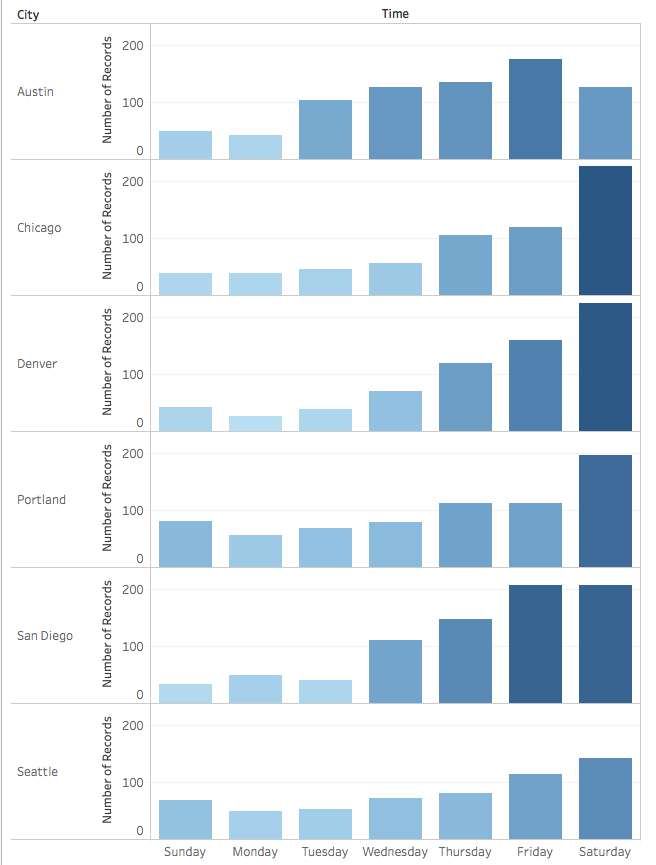 City Time
Austin
Number of Records
200
100
0
Chicago
Number of Records
200
100
0
Denver
Number of Records
200
100
0
Portland
Number of Records
200
100
0
San Diego
Number of Records
200
100
0
Seattle
Number of Records
200
100
0
Sunday Monday Tuesday Wednesday Thursday Friday Saturday